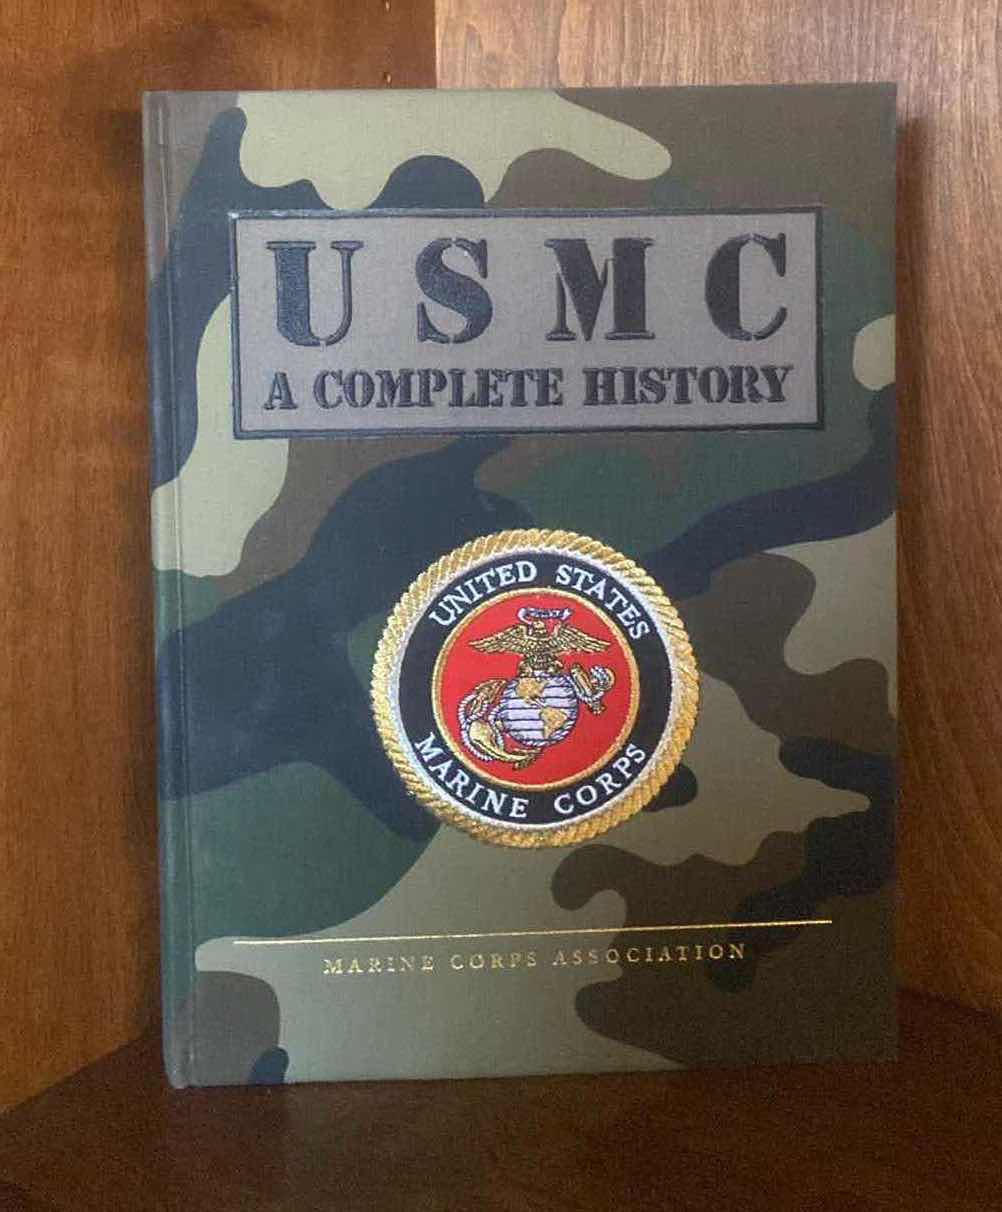 USMC
A COMPLETE HISTORY
UNITED STATES
MARINE CORPS
MARINE CORPS ASSOCIATION